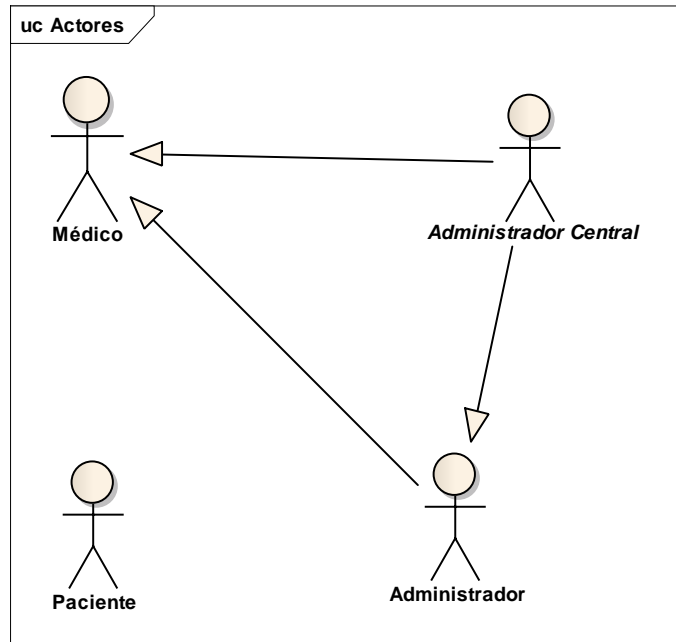 uc Actores
Médico
Administrador Central
Paciente
Administrador